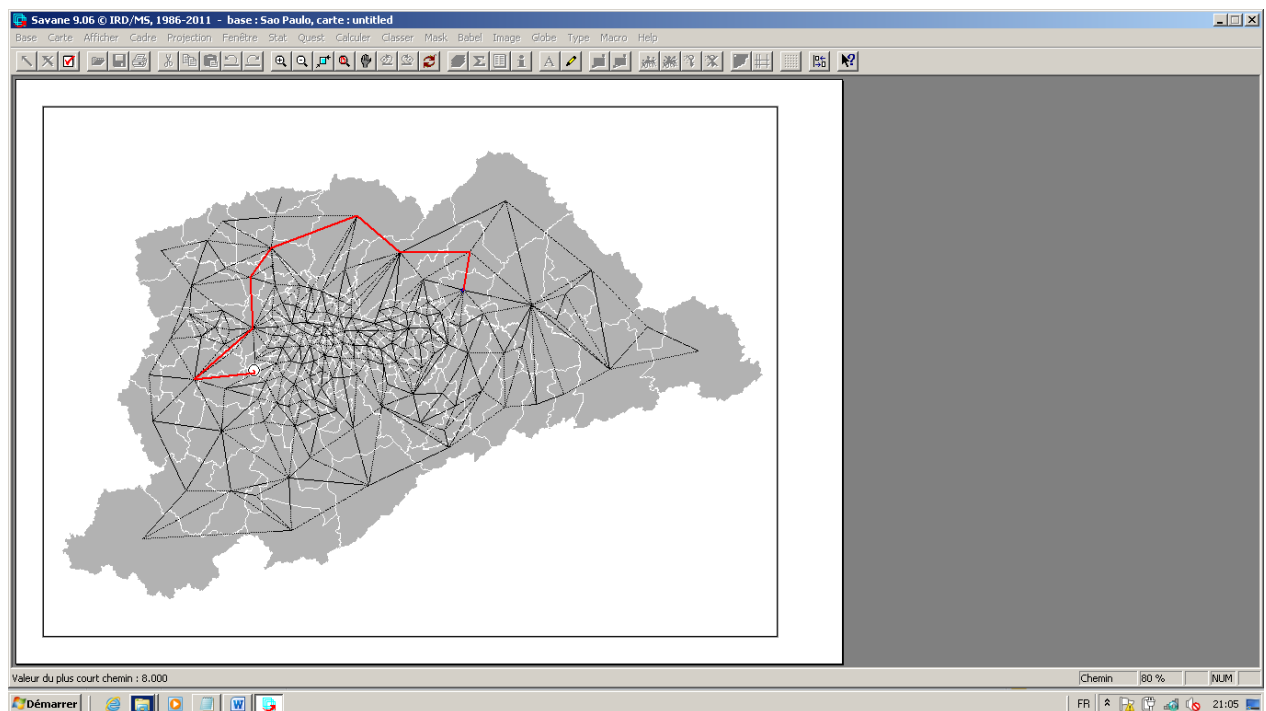 Savane 9.06 © IRD/MS, 1986-2011 - base : Sao Paulo, carte : untitled
Base Carte Afficher Cadre Projection Fenêtre Stat Quest Calculer Classer Mask Babel Image Globe Type Macro Help
Valeur du plus court chemin : 8.000 Chemin 80 % NUM
Démarrer FR 21:05